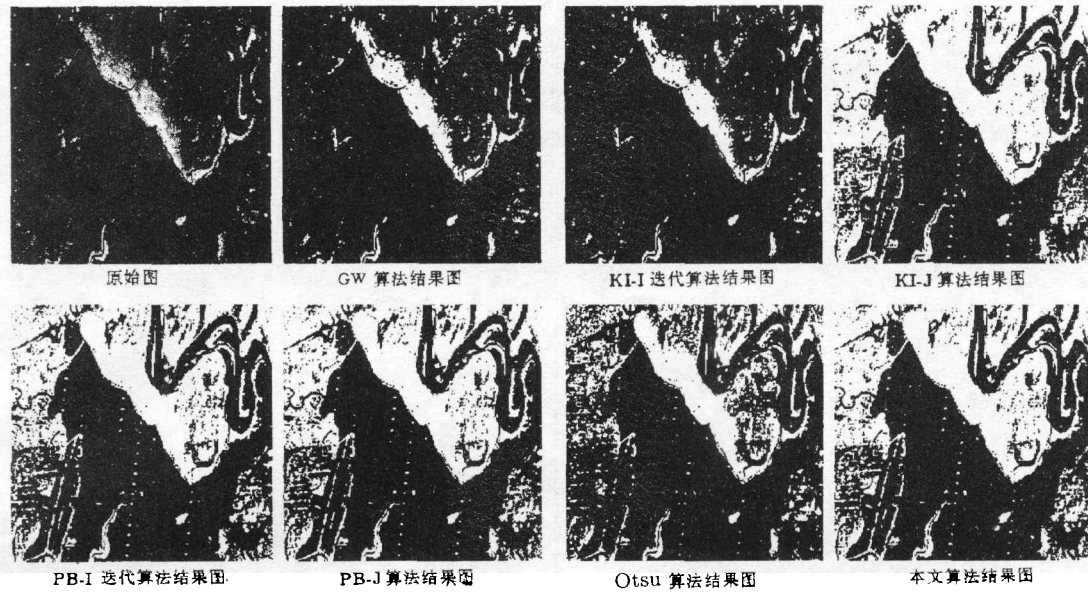 原始图
GW 算法结果图
KI-I 迭代算法结果图
KI-J 算法结果图
PB-I 迭代算法结果图
PB-J 算法结果图
Otsu 算法结果图
本文算法结果图